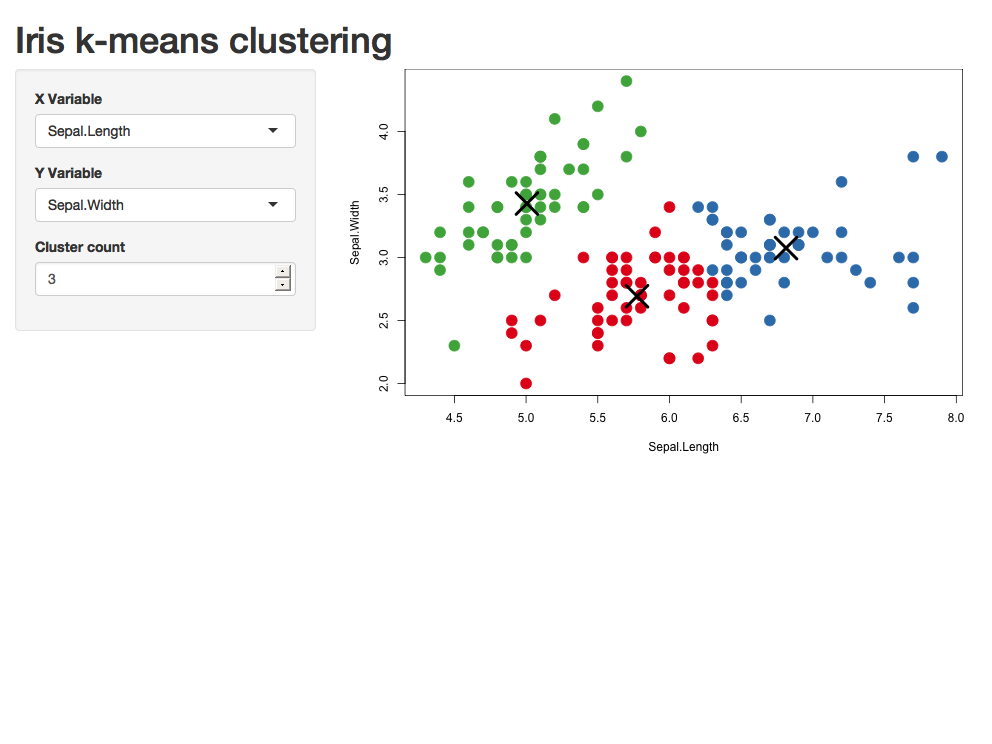 Iris k-means clustering
X Variable
Sepal.Length
Y Variable
Sepal.Width
Cluster count
3
Sepal.Width
4.0
3.5
3.0
2.5
2.0
4.5 5.0 5.5 6.0 6.5 7.0 7.5 8.0
Sepal.Length